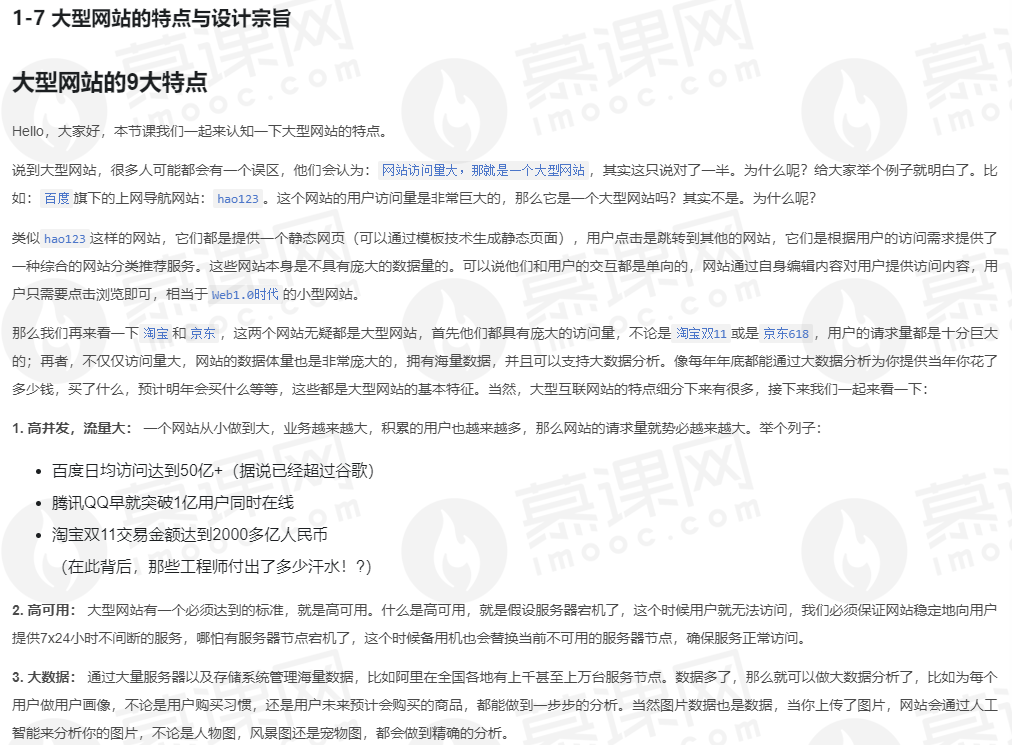 1-7 大型网站的特点与设计宗旨
大型网站的9大特点
Hello，大家好，本节课我们一起来认知一下大型网站的特点。
说到大型网站，很多人可能都会有一个误区，他们会认为：网站访问量大，那就是一个大型网站，其实这只说对了一半。为什么呢？给大家举个例子就明白了。比
如：百度旗下的上网导航网站：hao123。这个网站的用户访问量是非常巨大的，那么它是一个大型网站吗？其实不是。为什么呢？
类似hao123这样的网站，它们都是提供一个静态网页（可以通过模板技术生成静态页面），用户点击是跳转到其他的网站，它们是根据用户的访问需求提供了
一种综合的网站分类推荐服务。这些网站本身是不具有庞大的数据量的。可以说他们和用户的交互都是单向的，网站通过自身编辑内容对用户提供访问内容，用
户只需要点击浏览即可，相当于Web1.0时代的小型网站。
那么我们再来看一下淘宝和京东，这两个网站无疑都是大型网站，首先他们都具有庞大的访问量，不论是淘宝双11或是京东618，用户的请求量都是十分巨大
的；再者，不仅仅访问量大，网站的数据体量也是非常庞大的，拥有海量数据，并且可以支持大数据分析。像每年年底都能通过大数据分析为你提供当年你花了
多少钱，买了什么，预计明年会买什么等等，这些都是大型网站的基本特征。当然，大型互联网站的特点细分下来有很多，接下来我们一起来看一下：
1. 高并发，流量大： 一个网站从小做到大，业务越来越大，积累的用户也越来越多，那么网站的请求量就势必越来越大。举个列子：
• 百度日均访问达到50亿+（据说已经超过谷歌）
• 腾讯QQ早就突破1亿用户同时在线
• 淘宝双11交易金额达到2000多亿人民币
（在此背后，那些工程师付出了多少汗水！?）
2. 高可用： 大型网站有一个必须达到的标准，就是高可用。什么是高可用，就是假设服务器宕机了，这个时候用户就无法访问，我们必须保证网站稳定地向用户
提供7x24小时不间断的服务，哪怕有服务器节点宕机了，这个时候备用机也会替换当前不可用的服务器节点，确保服务正常访问。
3. 大数据： 通过大量服务器以及存储系统管理海量数据，比如阿里在全国各地有上千甚至上万台服务节点。数据多了，那么就可以做大数据分析了，比如为每个
用户做用户画像，不论是用户购买习惯，还是用户未来预计会购买的商品，都能做到一步步的分析。当然图片数据也是数据，当你上传了图片，网站会通过人工
智能来分析你的图片，不论是人物图，风景图还是宠物图，都会做到精确的分析。
慕课网
imooc.com